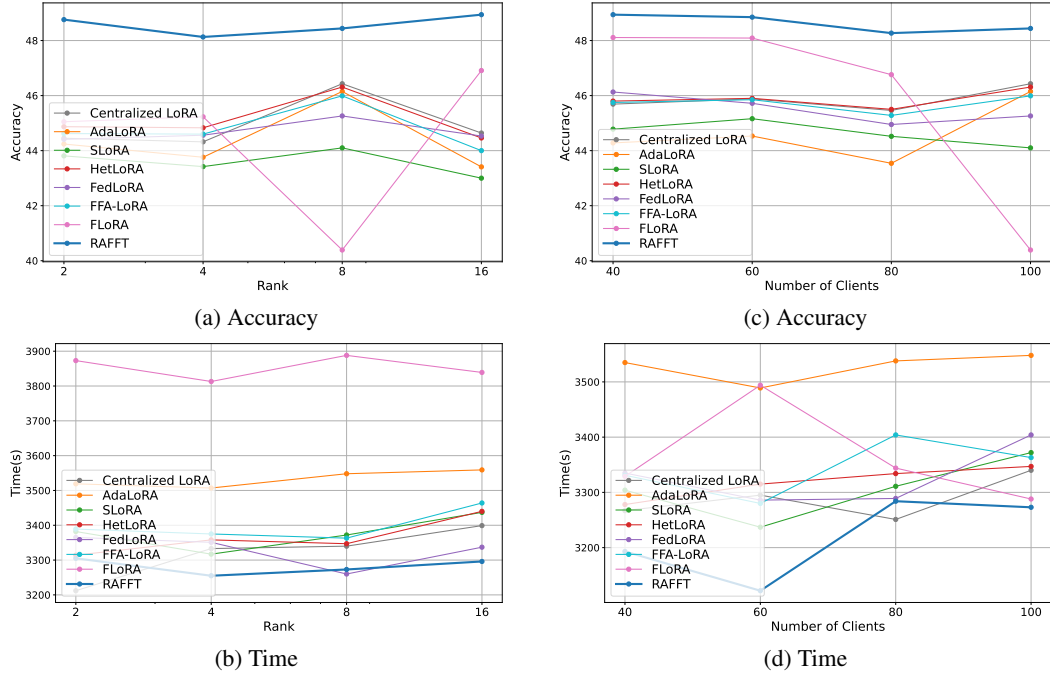 48
46
44
42
40
Accuracy
Centralized LoRA
AdaLoRA
SLoRA
HetLoRA
FedLoRA
FFA-LoRA
FLoRA
RAFFT
2
4
8
16
Rank
(a) Accuracy
48
46
44
42
40
Accuracy
Centralized LoRA
AdaLoRA
SLoRA
HetLoRA
FedLoRA
FFA-LoRA
FLoRA
RAFFT
40
60
80
100
Number of Clients
(c) Accuracy
3900
3800
3700
3600
3500
3400
3300
3200
Time(s)
Centralized LoRA
AdaLoRA
SLoRA
HetLoRA
FedLoRA
FFA-LoRA
FLoRA
RAFFT
2
4
8
16
Rank
(b) Time
3500
3400
3300
3200
Time(s)
Centralized LoRA
AdaLoRA
SLoRA
HetLoRA
FedLoRA
FFA-LoRA
FLoRA
RAFFT
40
60
80
100
Number of Clients
(d) Time